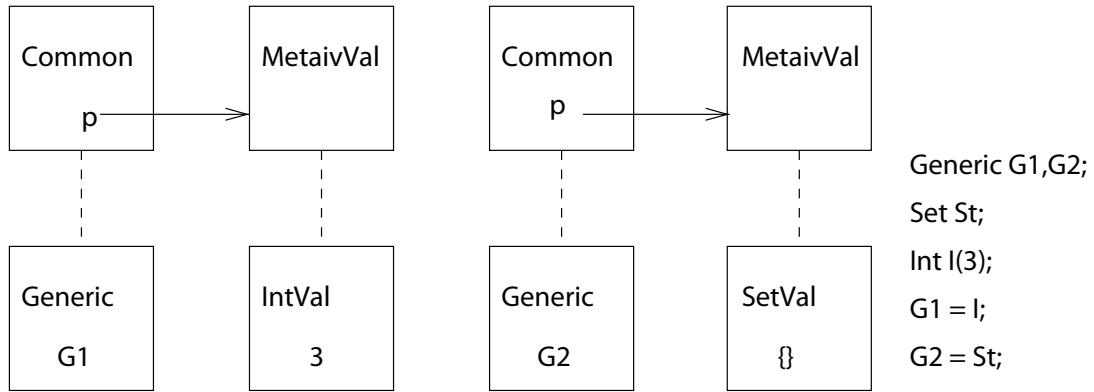 Common
p
MetaivVal
Common
p
MetaivVal
Generic
G1
IntVal
3
Generic
G2
SetVal
{}
Generic G1,G2;
Set St;
Int I(3);
G1 = I;
G2 = St;